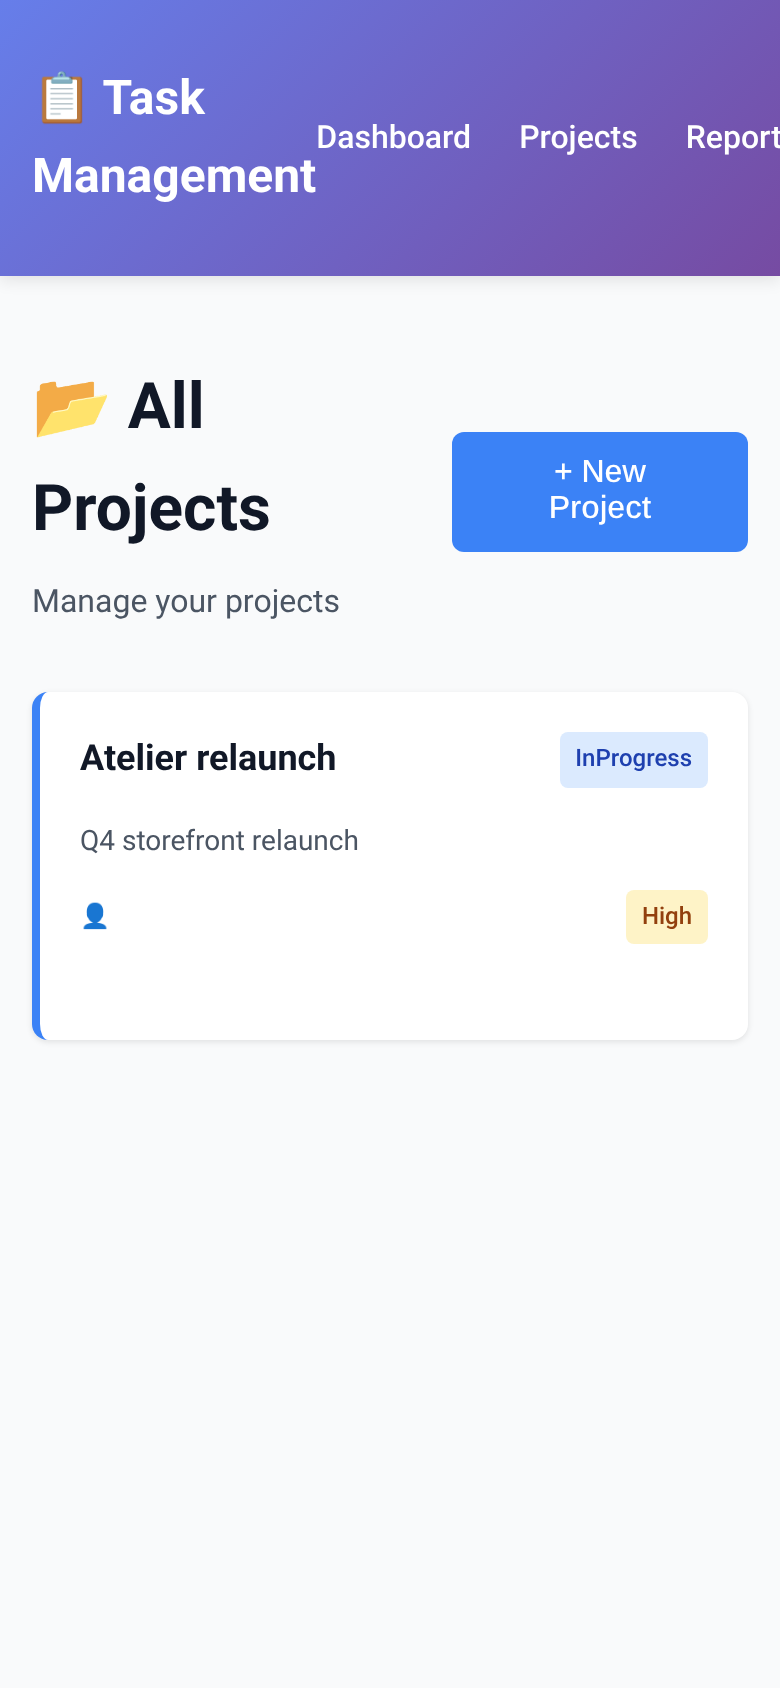 📋 Task
Management
Dashboard Projects Report
📂 All
Projects
+ New
Project
Manage your projects
Atelier relaunch
InProgress
Q4 storefront relaunch
👤
High